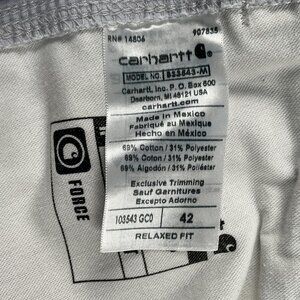 RN# 14806 907835
carhartt
MODEL NO. B33543-M
Carhartt, Inc. P.O. Box 600
Dearborn, MI 48121 USA
carhartt.com
Made in Mexico
Fabriqué au Mexique
Hecho en México
69% Cotton / 31% Polyester
69% Coton / 31% Polyester
69% Algodón / 31% Poliéster
Exclusive Trimming
Sauf Garnitures
Excepto Adorno
103543 GC0 42
RELAXED FIT
FORCE